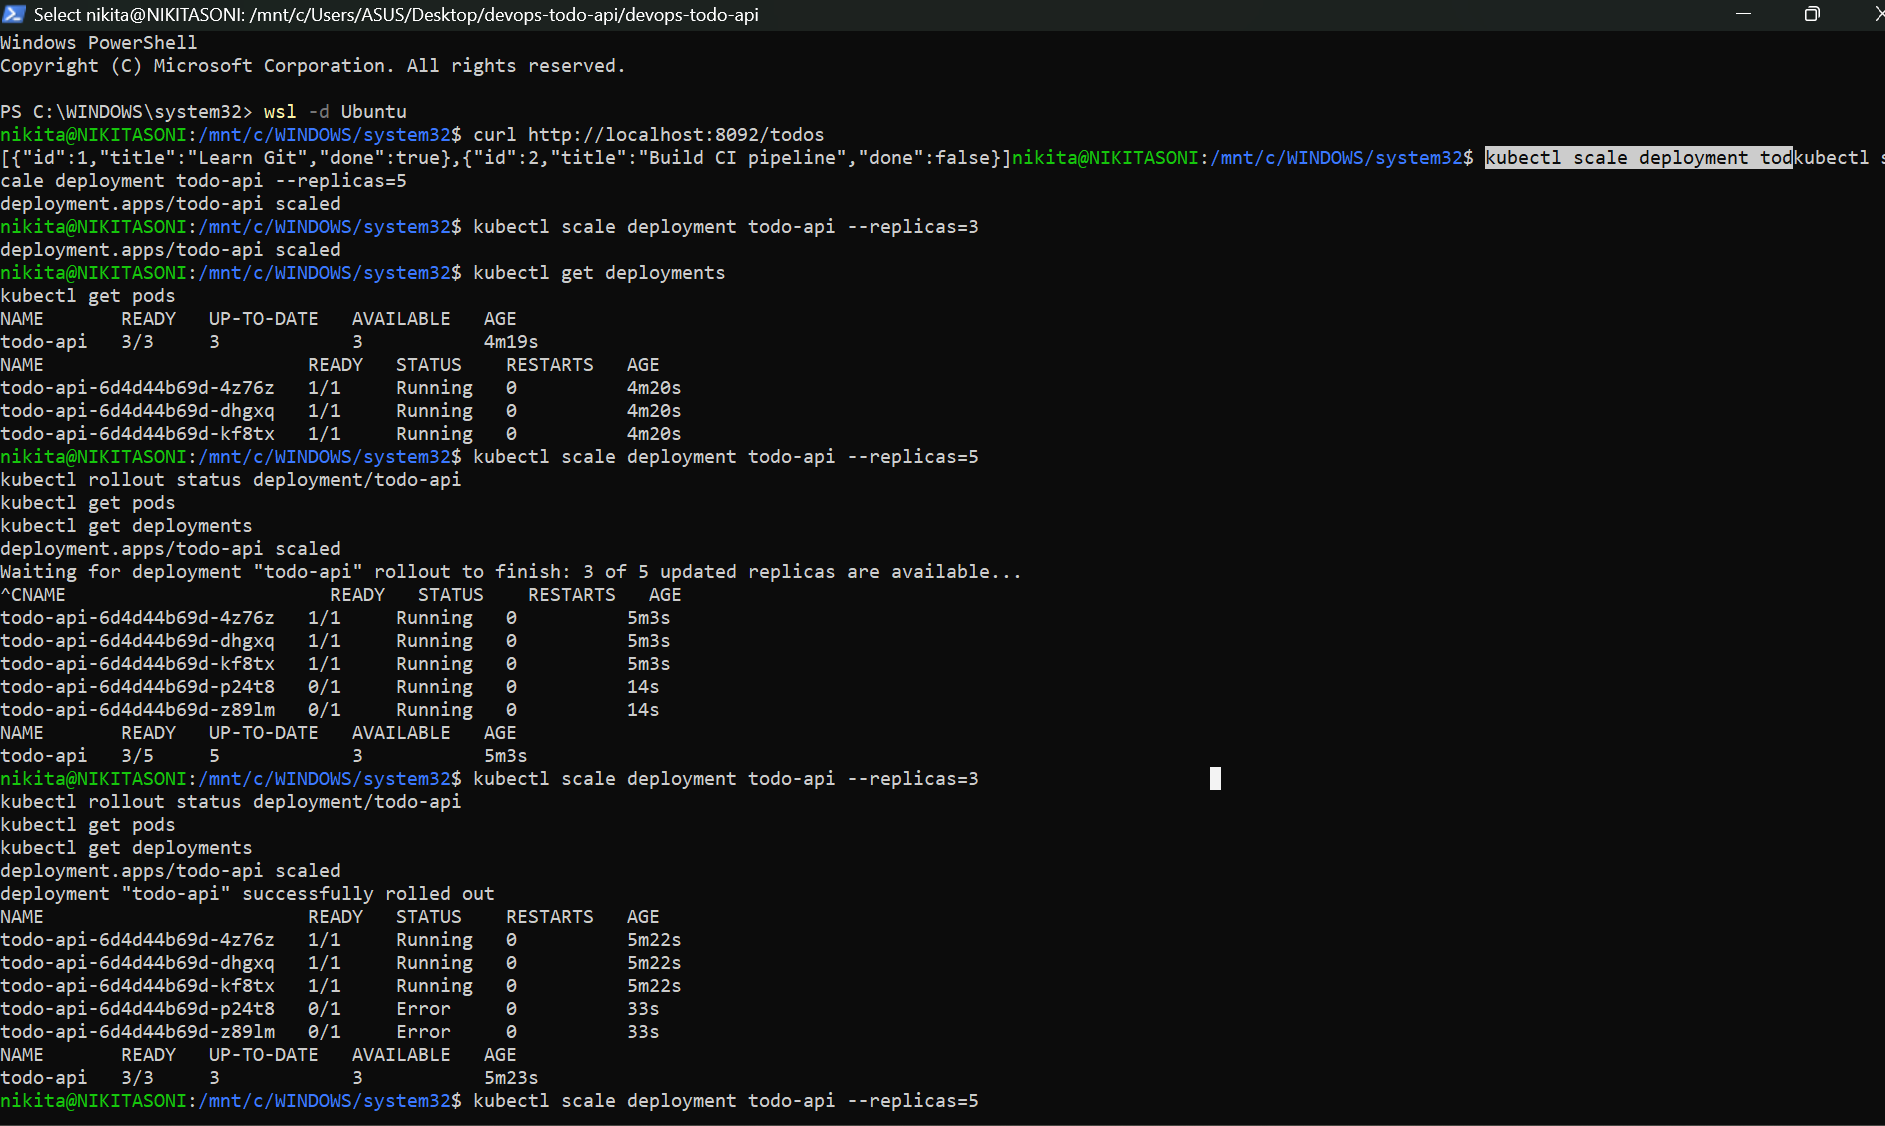 Select nikita@NIKITASONI: /mnt/c/Users/ASUS/Desktop/devops-todo-api/devops-todo-api
Windows PowerShell
Copyright (C) Microsoft Corporation. All rights reserved.
PS C:\WINDOWS\system32> wsl -d Ubuntu
nikita@NIKITASONI:/mnt/c/WINDOWS/system32$ curl http://localhost:8092/todos
[{"id":1,"title":"Learn Git","done":true},{"id":2,"title":"Build CI pipeline","done":false}]nikita@NIKITASONI:/mnt/c/WINDOWS/system32$ kubectl scale deployment todkubectl s
cale deployment todo-api --replicas=5
deployment.apps/todo-api scaled
nikita@NIKITASONI:/mnt/c/WINDOWS/system32$ kubectl scale deployment todo-api --replicas=3
deployment.apps/todo-api scaled
nikita@NIKITASONI:/mnt/c/WINDOWS/system32$ kubectl get deployments
kubectl get pods
NAME       READY   UP-TO-DATE   AVAILABLE   AGE
todo-api   3/3     3            3           4m19s
NAME                        READY   STATUS    RESTARTS   AGE
todo-api-6d4d44b69d-4z76z   1/1     Running   0          4m20s
todo-api-6d4d44b69d-dhgxq   1/1     Running   0          4m20s
todo-api-6d4d44b69d-kf8tx   1/1     Running   0          4m20s
nikita@NIKITASONI:/mnt/c/WINDOWS/system32$ kubectl scale deployment todo-api --replicas=5
kubectl rollout status deployment/todo-api
kubectl get pods
kubectl get deployments
deployment.apps/todo-api scaled
Waiting for deployment "todo-api" rollout to finish: 3 of 5 updated replicas are available...
^CNAME                        READY   STATUS    RESTARTS   AGE
todo-api-6d4d44b69d-4z76z   1/1     Running   0          5m3s
todo-api-6d4d44b69d-dhgxq   1/1     Running   0          5m3s
todo-api-6d4d44b69d-kf8tx   1/1     Running   0          5m3s
todo-api-6d4d44b69d-p24t8   0/1     Running   0          14s
todo-api-6d4d44b69d-z89lm   0/1     Running   0          14s
NAME       READY   UP-TO-DATE   AVAILABLE   AGE
todo-api   3/5     5            3           5m3s
nikita@NIKITASONI:/mnt/c/WINDOWS/system32$ kubectl scale deployment todo-api --replicas=3
kubectl rollout status deployment/todo-api
kubectl get pods
kubectl get deployments
deployment.apps/todo-api scaled
deployment "todo-api" successfully rolled out
NAME                        READY   STATUS    RESTARTS   AGE
todo-api-6d4d44b69d-4z76z   1/1     Running   0          5m22s
todo-api-6d4d44b69d-dhgxq   1/1     Running   0          5m22s
todo-api-6d4d44b69d-kf8tx   1/1     Running   0          5m22s
todo-api-6d4d44b69d-p24t8   0/1     Error     0          33s
todo-api-6d4d44b69d-z89lm   0/1     Error     0          33s
NAME       READY   UP-TO-DATE   AVAILABLE   AGE
todo-api   3/3     3            3           5m23s
nikita@NIKITASONI:/mnt/c/WINDOWS/system32$ kubectl scale deployment todo-api --replicas=5